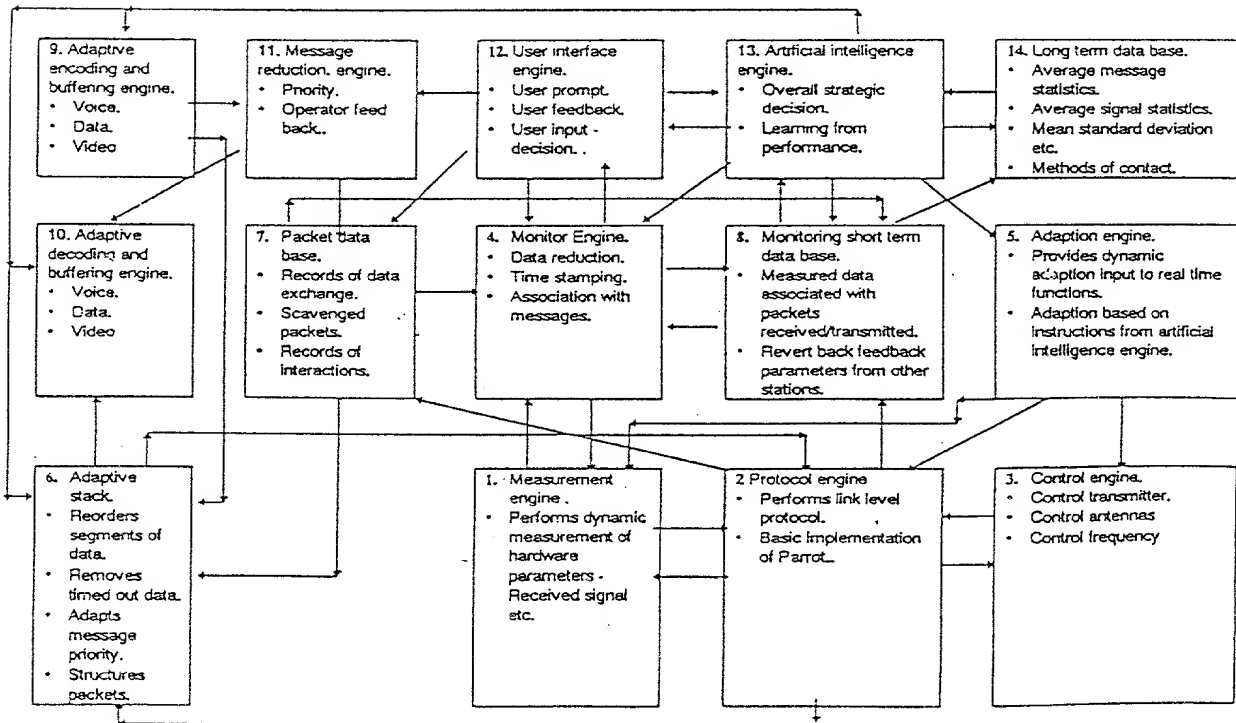 9. Adaptive
encoding and
buffering engine.
• Voice.
• Data.
• Video
11. Message
reduction. engine.
• Priority.
• Operator feed
back..
12. User interface
engine.
• User prompt.
• User feedback.
• User input -
decision. .
13. Artificial intelligence
engine.
• Overall strategic
decision.
• Learning from
performance.
14. Long term data base.
• Average message
statistics.
• Average signal statistics.
• Mean standard deviation
etc.
• Methods of contact.
10. Adaptive
decoding and
buffering engine.
• Voice.
• Data.
• Video
7. Packet data
base.
• Records of data
exchange.
• Scavenged
packets.
• Records of
interactions.
4. Monitor Engine.
• Data reduction.
• Time stamping.
• Association with
messages.
8. Monitoring short term
data base.
• Measured data
associated with
packets
received/transmitted.
• Revert back feedback
parameters from other
stations.
5. Adaption engine.
• Provides dynamic
adaption input to real time
functions.
• Adaption based on
instructions from artificial
intelligence engine.
6. Adaptive
stack.
• Reorders
segments of
data.
• Removes
timed out data.
• Adapts
message
priority.
• Structures
packets.
1. Measurement
engine .
• Performs dynamic
measurement of
hardware
parameters -
Received signal
etc.
2 Protocol engine
• Performs link level
protocol.
• Basic Implementation
of Parrot..
3. Control engine.
• Control transmitter.
• Control antennas
• Control frequency